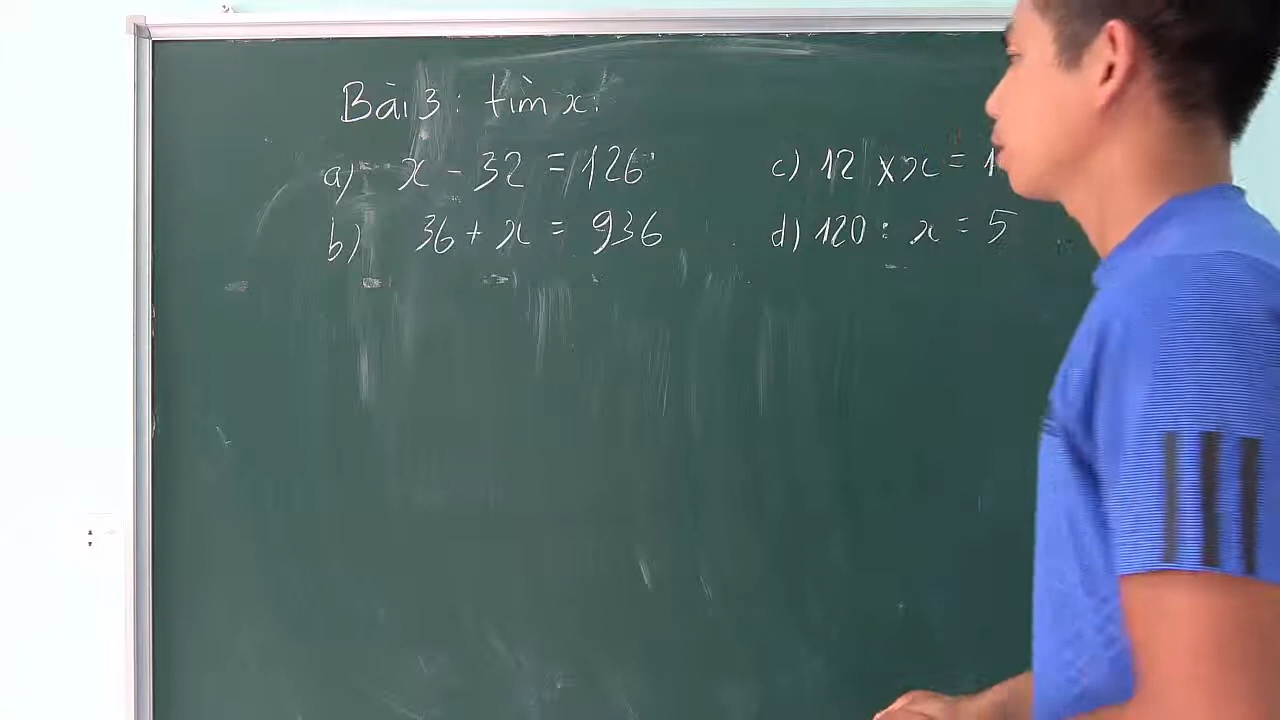 Bài 3: tìm x:
a) x - 32 = 126
b) 36 + x = 936
c) 12 x x =
d) 120 : x = 5